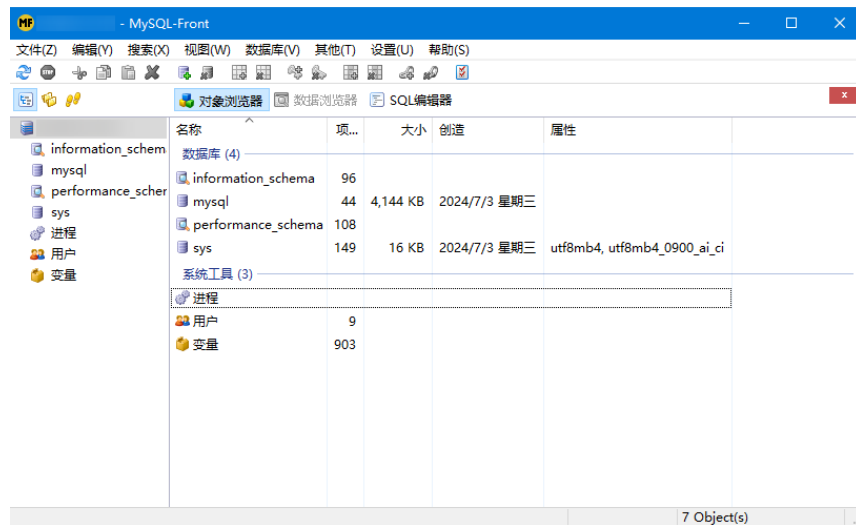 MF - MySQL-Front
文件(Z) 编辑(Y) 搜索(X) 视图(W) 数据库(V) 其他(T) 设置(U) 帮助(S)
STOP
对象浏览器 数据浏览器 SQL编辑器 x
名称 项... 大小 创造 属性
information_schem
mysql
performance_scher
sys
进程
用户
变量
数据库 (4)
information_schema 96
mysql 44 4,144 KB 2024/7/3 星期三
performance_schema 108
sys 149 16 KB 2024/7/3 星期三 utf8mb4, utf8mb4_0900_ai_ci
系统工具 (3)
进程
用户 9
变量 903
7 Object(s)